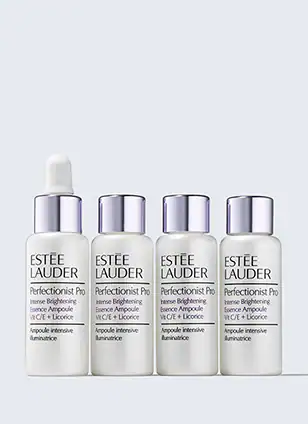 ESTĒE
LAUDER
Perfectionist Pro
Intense Brightening
Essence Ampoule
Vit C/E + Licorice
Ampoule intensive
illuminatrice
ESTĒE
LAUDER
Perfectionist Pro
Intense Brightening
Essence Ampoule
Vit C/E + Licorice
Ampoule intensive
illuminatrice
ESTĒE
LAUDER
Perfectionist Pro
Intense Brightening
Essence Ampoule
Vit C/E + Licorice
Ampoule intensive
illuminatrice
ESTĒE
LAUDER
Perfectionist Pro
Intense Brightening
Essence Ampoule
Vit C/E + Licorice
Ampoule intensive
illuminatrice